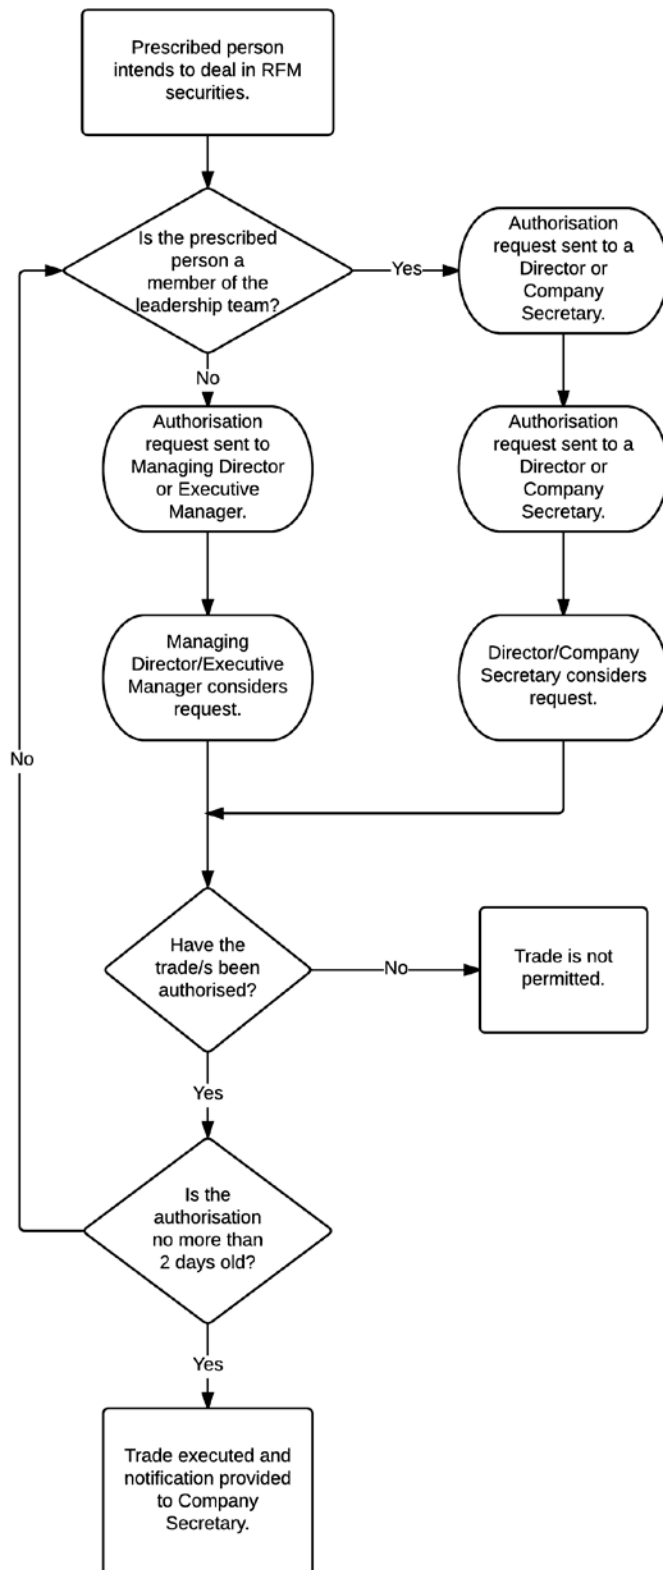 Prescribed person
intends to deal in RFM
securities.
Is the prescribed
person a
member of the
leadership team?
Yes
Authorisation
request sent to a
Director or
Company
Secretary.
No
Authorisation
request sent to
Managing Director
or Executive
Manager.
Authorisation
request sent to a
Director or
Company
Secretary.
Managing
Director/Executive
Manager considers
request.
Director/Company
Secretary considers
request.
No
Have the
trade/s been
authorised?
No
Trade is not
permitted.
Yes
Is the
authorisation
no more than
2 days old?
Yes
Trade executed and
notification provided
to Company
Secretary.